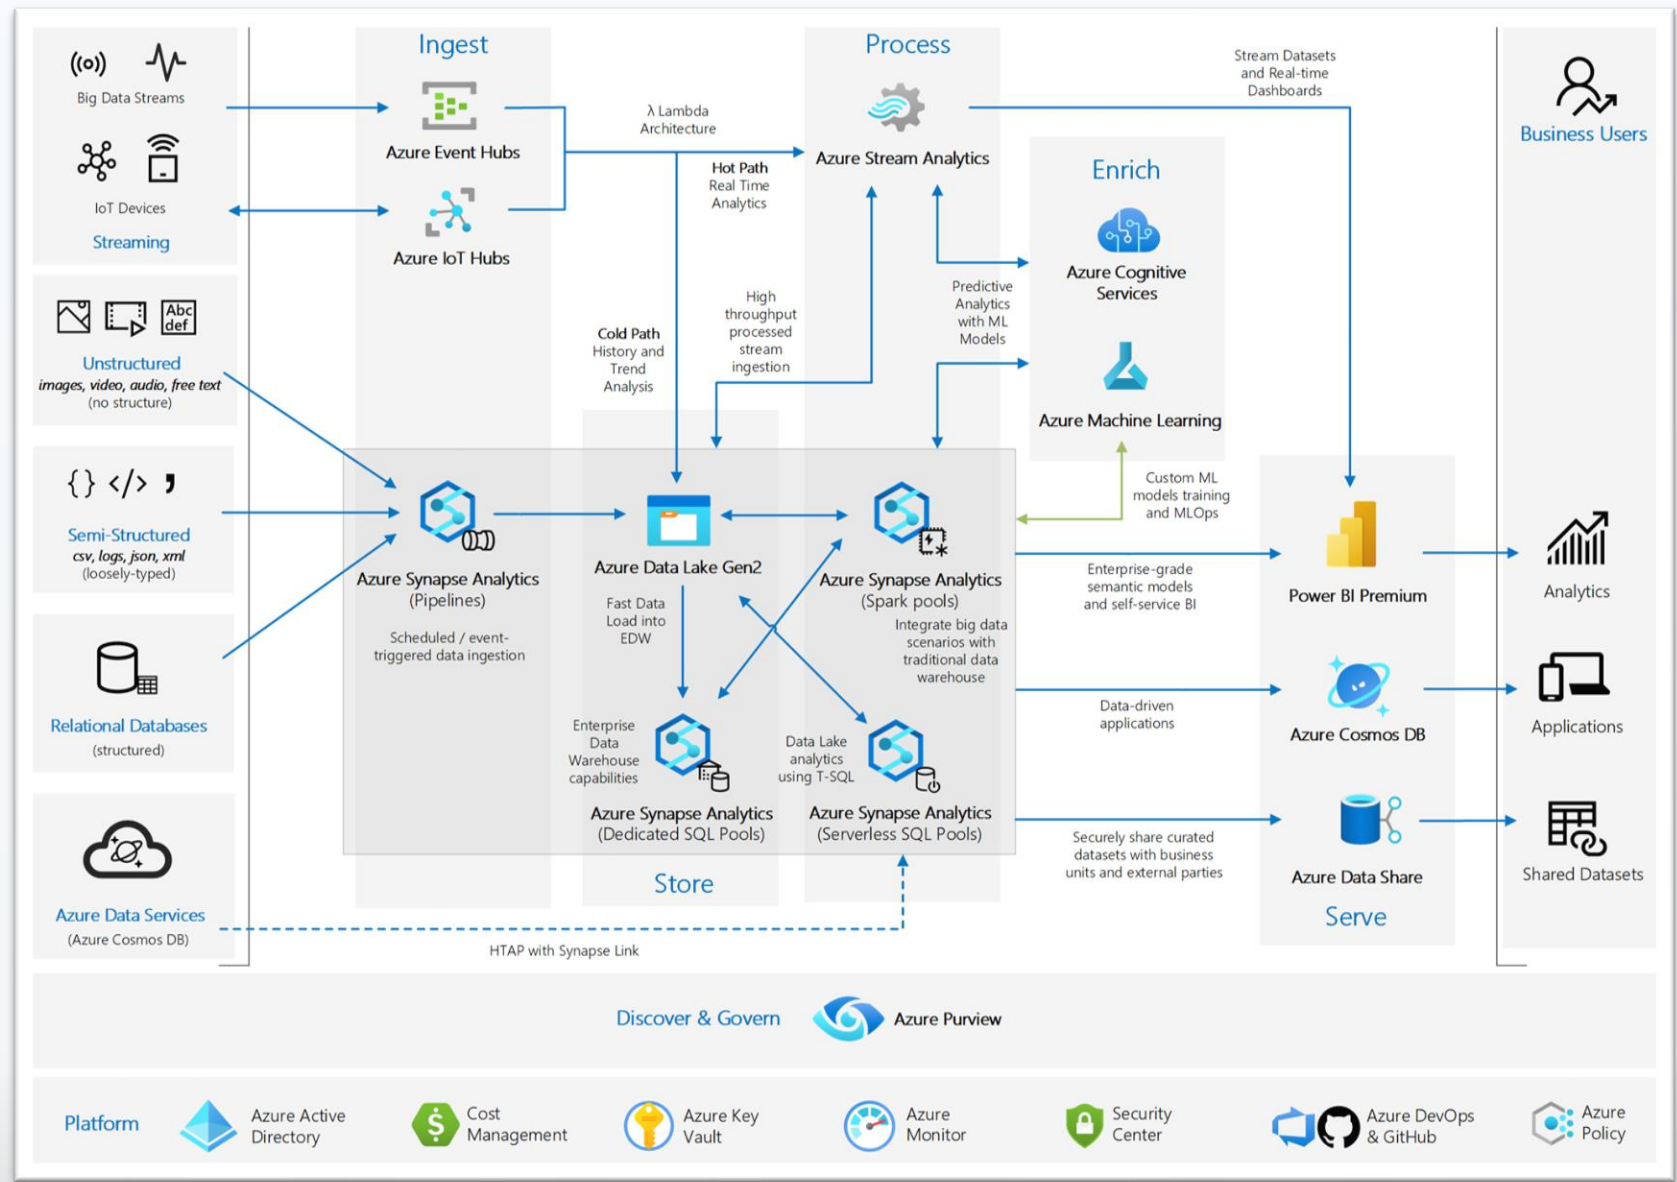 Big Data Streams
IoT Devices
Streaming
Abc
def
Unstructured
images, video, audio, free text
(no structure)
{} </> ,
Semi-Structured
csv, logs, json, xml
(loosely-typed)
Relational Databases
(structured)
Azure Data Services
(Azure Cosmos DB)
Ingest
Azure Event Hubs
Azure IoT Hubs
λ Lambda
Architecture
Hot Path
Real Time
Analytics
Cold Path
History and
Trend
Analysis
High
throughput
processed
stream
ingestion
Process
Azure Stream Analytics
Stream Datasets
and Real-time
Dashboards
Enrich
Azure Cognitive
Services
Predictive
Analytics
with ML
Models
Azure Machine Learning
Custom ML
models training
and MLOps
Azure Synapse Analytics
(Pipelines)
Scheduled / event-
triggered data ingestion
Azure Data Lake Gen2
Fast Data
Load into
EDW
Azure Synapse Analytics
(Spark pools)
Integrate big data
scenarios with
traditional data
warehouse
Enterprise
Data
Warehouse
capabilities
Azure Synapse Analytics
(Dedicated SQL Pools)
Data Lake
analytics
using T-SQL
Azure Synapse Analytics
(Serverless SQL Pools)
Store
HTAP with Synapse Link
Enterprise-grade
semantic models
and self-service BI
Data-driven
applications
Securely share curated
datasets with business
units and external parties
Power BI Premium
Azure Cosmos DB
Azure Data Share
Serve
Business Users
Analytics
Applications
Shared Datasets
Discover & Govern
Azure Purview
Platform
Azure Active
Directory
$
Cost
Management
Azure Key
Vault
Azure
Monitor
Security
Center
Azure DevOps
& GitHub
Azure
Policy